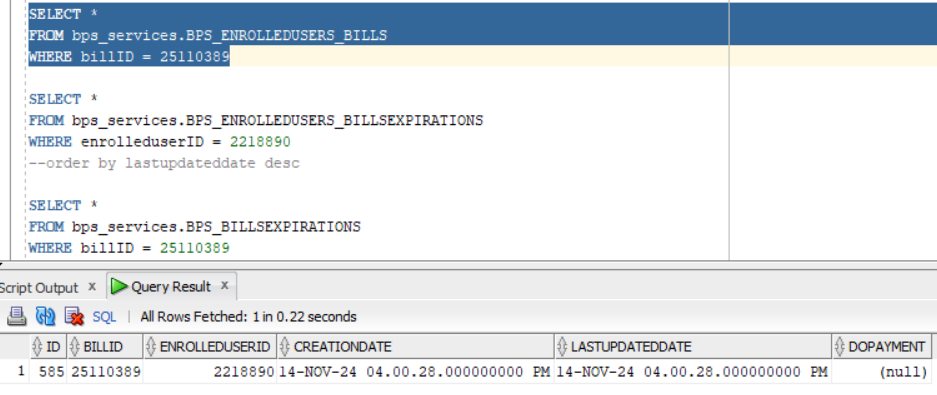 SELECT *
FROM bps_services.BPS_ENROLLEDUSERS_BILLS
WHERE billID = 25110389
SELECT *
FROM bps_services.BPS_ENROLLEDUSERS_BILLSEXPIRATIONS
WHERE enrolleduserID = 2218890
--order by lastupdateddate desc
SELECT *
FROM bps_services.BPS_BILLSEXPIRATIONS
WHERE billID = 25110389
Script Output x Query Result x
SQL | All Rows Fetched: 1 in 0.22 seconds
ID BILLID ENROLLEDUSERID CREATIONDATE LASTUPDATEDDATE DOPAYMENT
1 585 25110389 2218890 14-NOV-24 04.00.28.000000000 PM 14-NOV-24 04.00.28.000000000 PM (null)